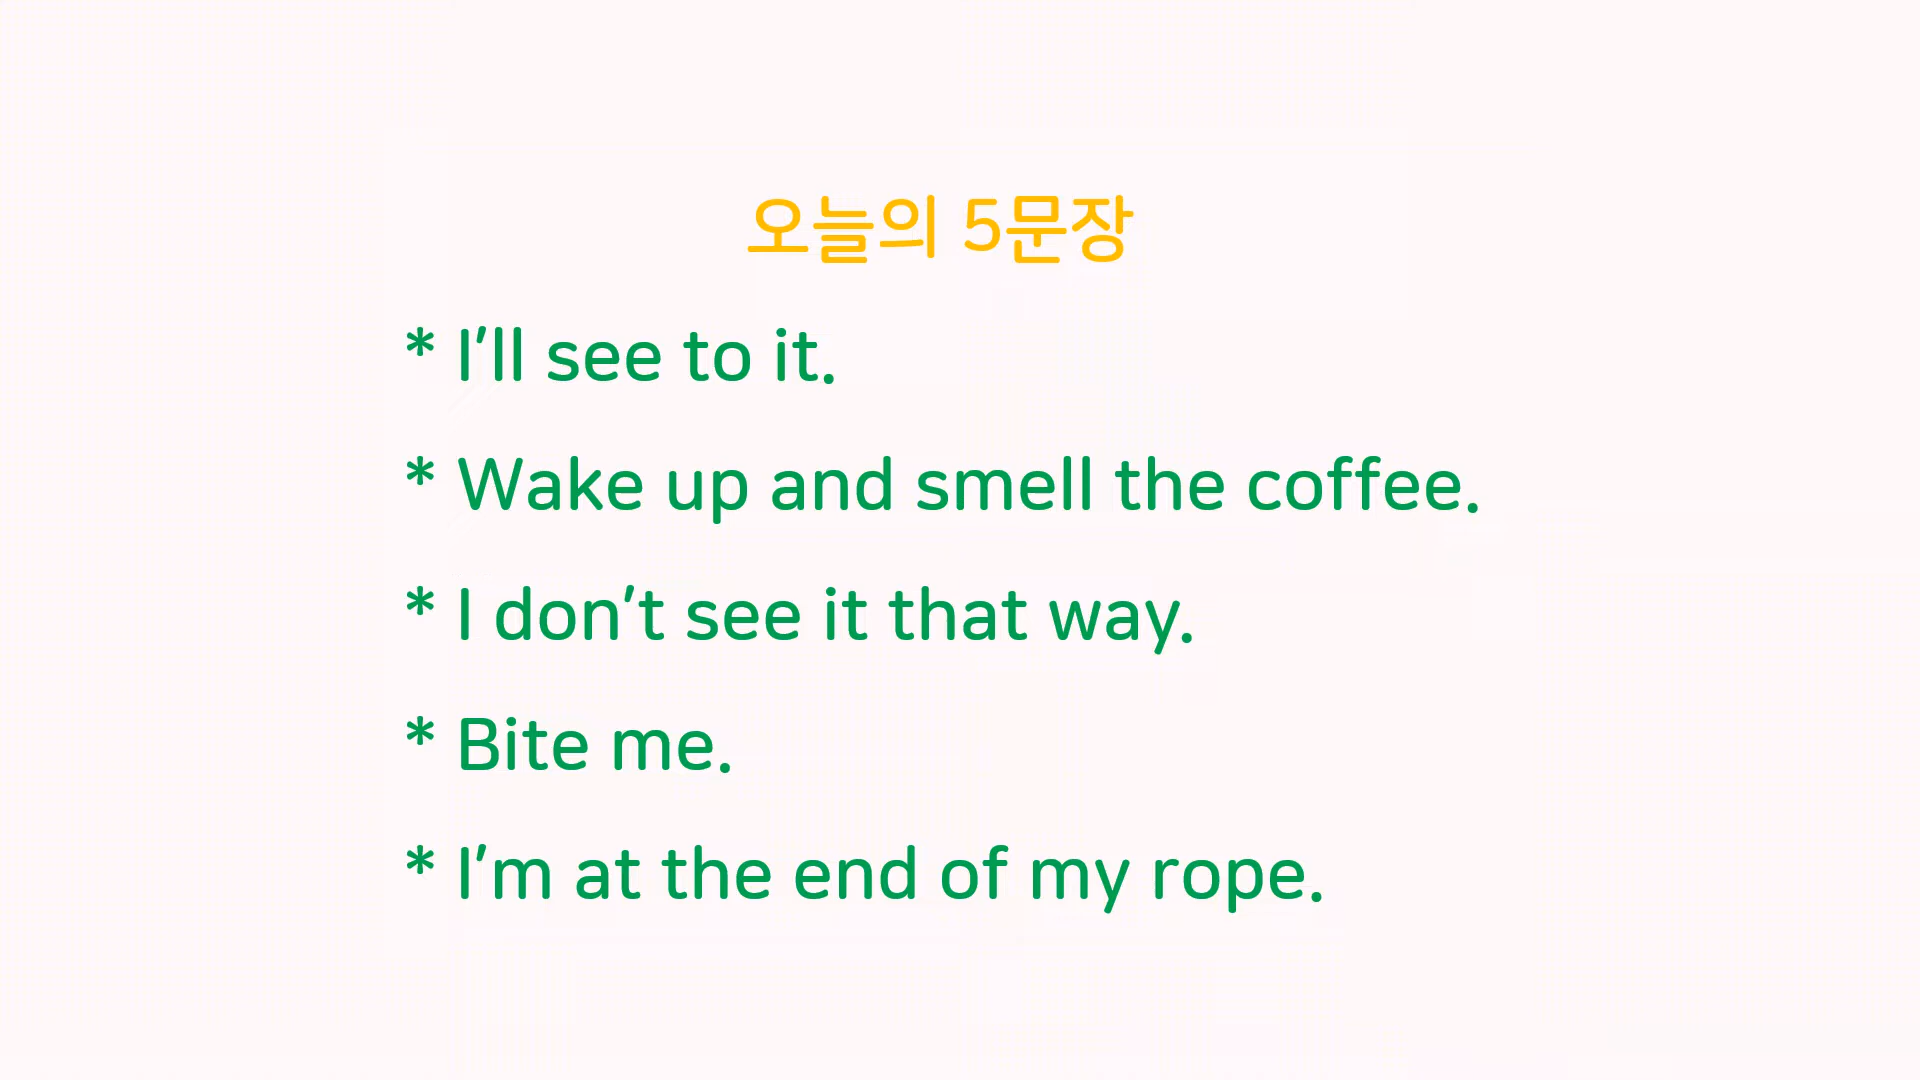 오늘의 5문장
* I'll see to it.
* Wake up and smell the coffee.
* I don't see it that way.
* Bite me.
* I'm at the end of my rope.